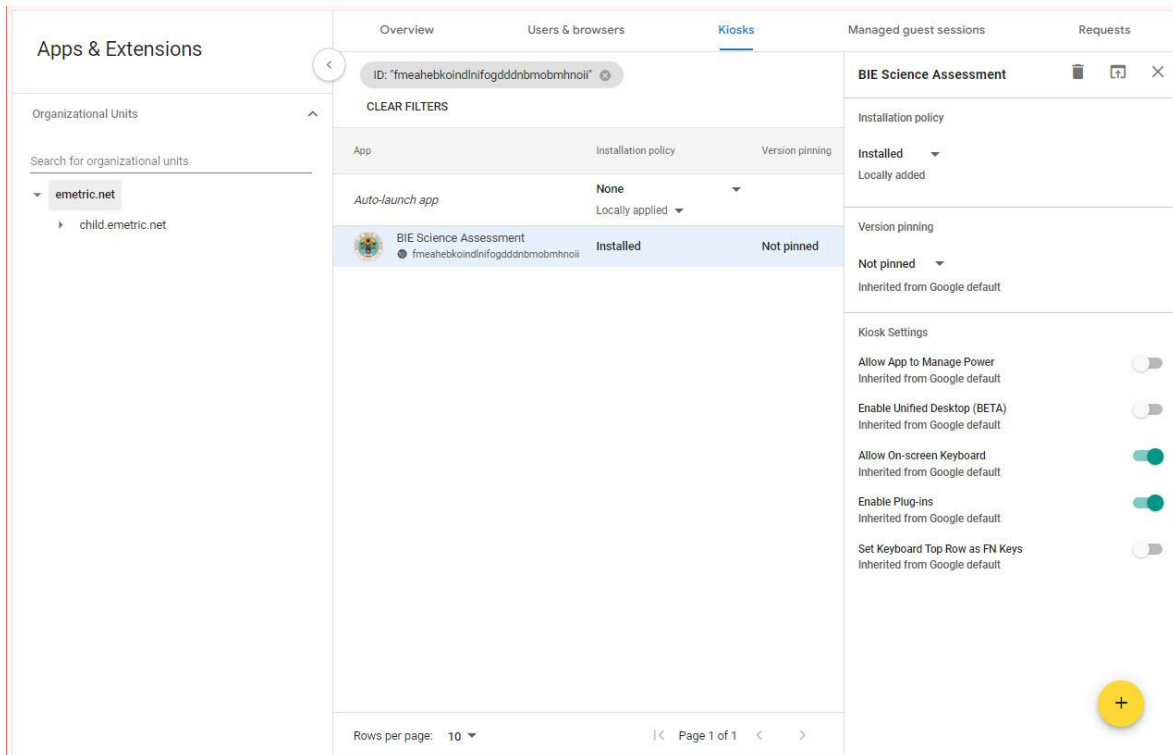 Apps & Extensions
Organizational Units
Search for organizational units
emetric.net
child.emetric.net
Overview
Users & browsers
Kiosks
Managed guest sessions
Requests
ID: "fmeahebkoindlnifogdddnbmobmhnoii"
CLEAR FILTERS
App
Installation policy
Version pinning
Auto-launch app
None
Locally applied
BIE Science Assessment
fmeahebkoindlnifogdddnbmobmhnoii
Installed
Not pinned
Rows per page: 10
Page 1 of 1
BIE Science Assessment
Installation policy
Installed
Locally added
Version pinning
Not pinned
Inherited from Google default
Kiosk Settings
Allow App to Manage Power
Inherited from Google default
Enable Unified Desktop (BETA)
Inherited from Google default
Allow On-screen Keyboard
Inherited from Google default
Enable Plug-ins
Inherited from Google default
Set Keyboard Top Row as FN Keys
Inherited from Google default